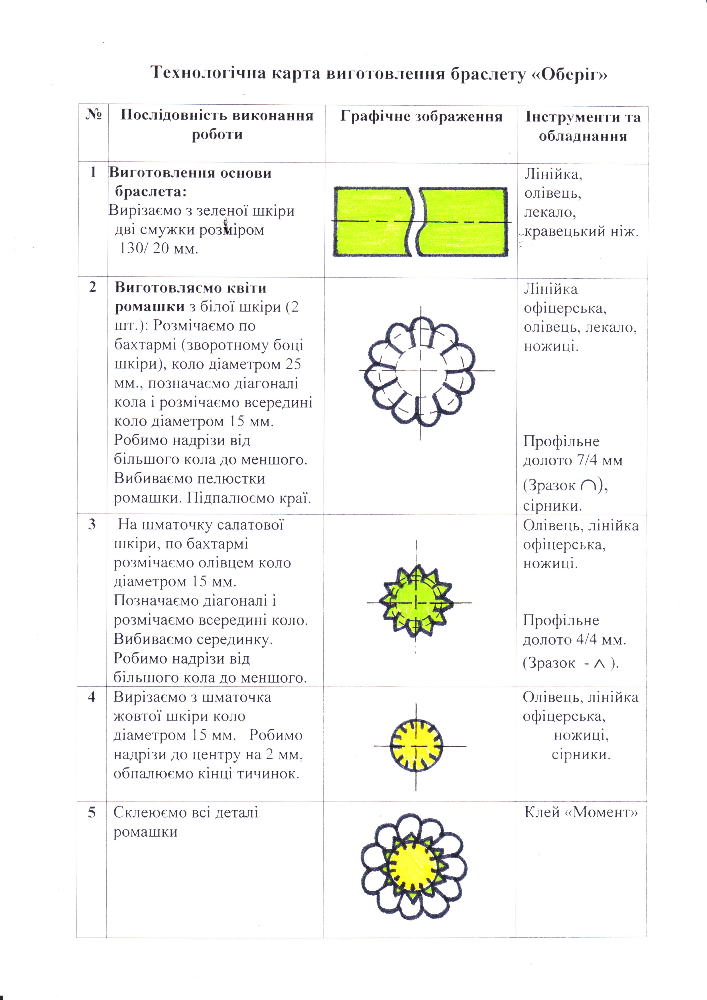 Технологічна карта виготовлення браслету «Оберіг»
№
Послідовність виконання
роботи
Графічне зображення
Інструменти та
обладнання
1
Виготовлення основи
браслета:
Вирізаємо з зеленої шкіри
дві смужки розміром
130/ 20 мм.
Лінійка,
олівець,
лекало,
кравецький ніж.
2
Виготовляємо квіти
ромашки з білої шкіри (2
шт.): Розмічаємо по
бахтармі (зворотному боці
шкіри), коло діаметром 25
мм., позначаємо діагоналі
кола і розмічаємо всередині
коло діаметром 15 мм.
Робимо надрізи від
більшого кола до меншого.
Вибиваємо пелюстки
ромашки. Підпалюємо краї.
Лінійка
офіцерська,
олівець, лекало,
ножиці.
Профільне
долото 7/4 мм
(Зразок ∩),
сірники.
3
На шматочку салатової
шкіри, по бахтармі
розмічаємо олівцем коло
діаметром 15 мм.
Позначаємо діагоналі і
розмічаємо всередині коло.
Вибиваємо серединку.
Робимо надрізи від
більшого кола до меншого.
Олівець, лінійка
офіцерська,
ножиці.
Профільне
долото 4/4 мм.
(Зразок - ^ ).
4
Вирізаємо з шматочка
жовтої шкіри коло
діаметром 15 мм. Робимо
надрізи до центру на 2 мм,
обпалюємо кінці тичинок.
Олівець, лінійка
офіцерська,
ножиці,
сірники.
5
Склеюємо всі деталі
ромашки
Клей «Момент»